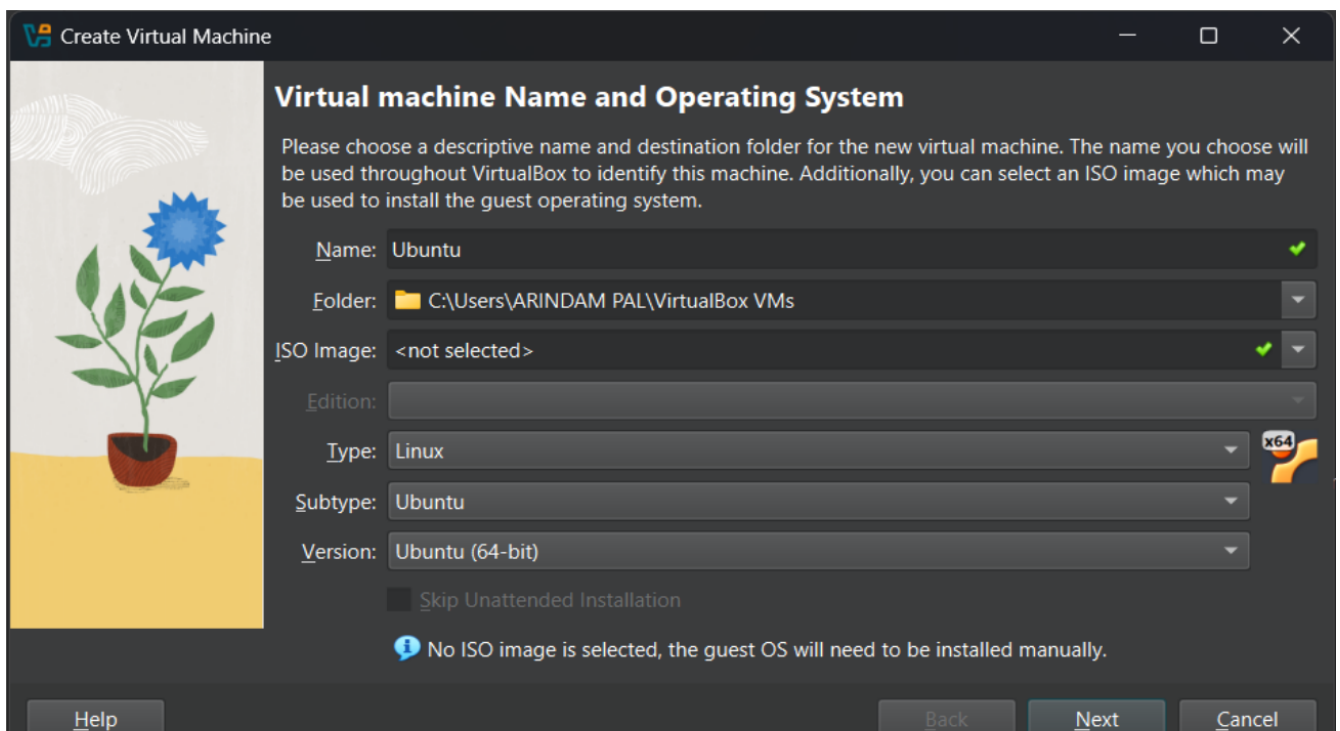 Create Virtual Machine
Virtual machine Name and Operating System
Please choose a descriptive name and destination folder for the new virtual machine. The name you choose will
be used throughout VirtualBox to identify this machine. Additionally, you can select an ISO image which may
be used to install the guest operating system.
Name: Ubuntu
Folder: C:\Users\ARINDAM PAL\VirtualBox VMs
ISO Image: <not selected>
Edition:
Type: Linux
x64
Subtype: Ubuntu
Version: Ubuntu (64-bit)
Skip Unattended Installation
No ISO image is selected, the guest OS will need to be installed manually.
Help Back Next Cancel